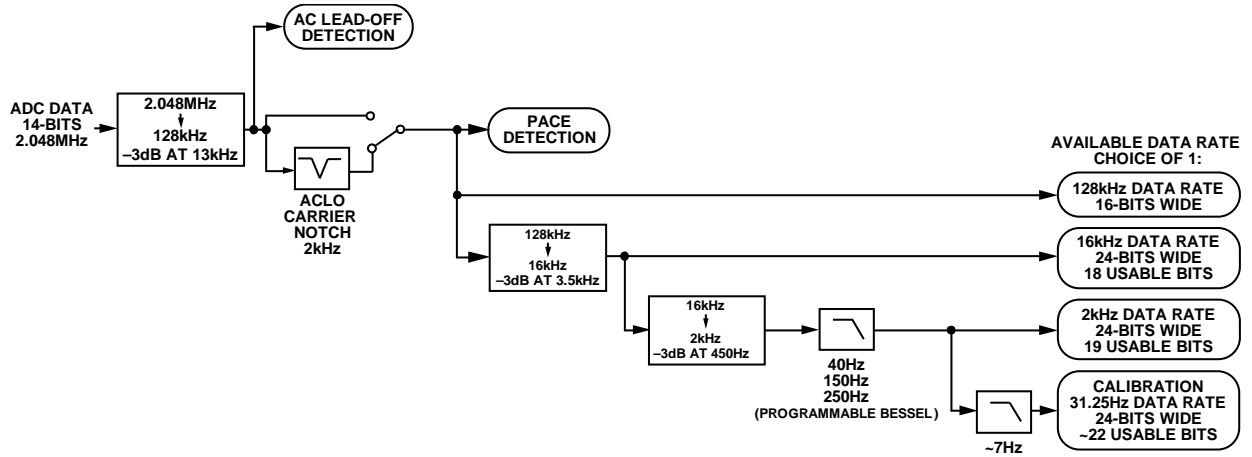 AC LEAD-OFF
DETECTION
ADC DATA
14-BITS
2.048MHz
2.048MHz
128kHz
–3dB AT 13kHz
ACLO
CARRIER
NOTCH
2kHz
PACE
DETECTION
AVAILABLE DATA RATE
CHOICE OF 1:
128kHz DATA RATE
16-BITS WIDE
128kHz
16kHz
–3dB AT 3.5kHz
16kHz DATA RATE
24-BITS WIDE
18 USABLE BITS
16kHz
2kHz
–3dB AT 450Hz
40Hz
150Hz
250Hz
(PROGRAMMABLE BESSEL)
2kHz DATA RATE
24-BITS WIDE
19 USABLE BITS
~7Hz
CALIBRATION
31.25Hz DATA RATE
24-BITS WIDE
~22 USABLE BITS